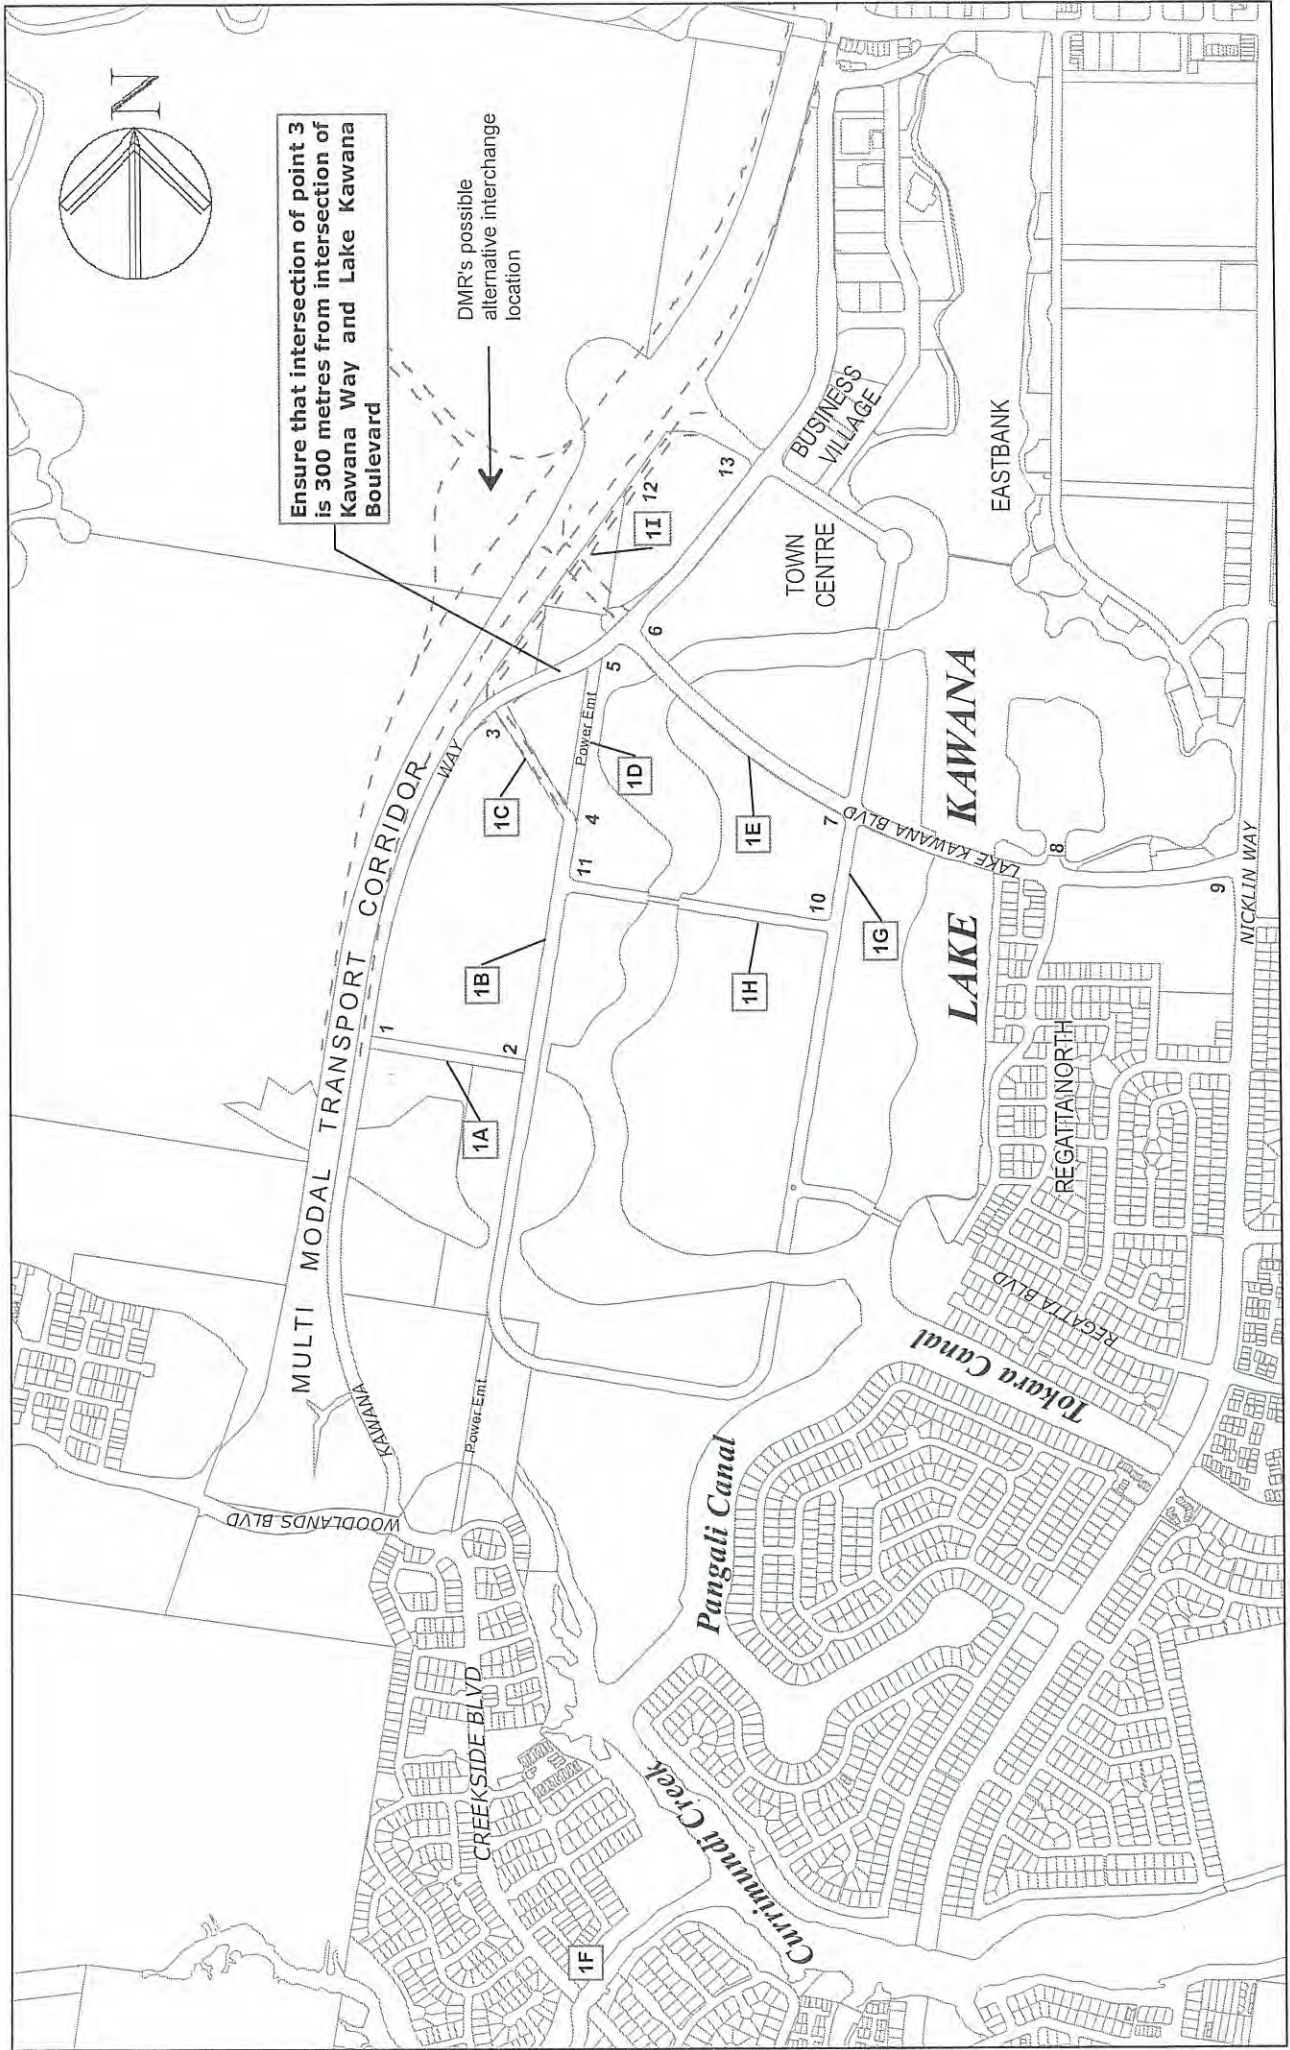 N
Ensure that intersection of point 3
is 300 metres from intersection of
Kawana Way and Lake Kawana
Boulevard
DMR's possible
alternative interchange
location
MULTI MODAL TRANSPORT CORRIDOR
KAWANA
WAY
WOODLANDS BLVD
Power Emt
Power Emt
CREEKSIDE BLVD
1A
1B
1C
1D
1E
1F
1G
1H
1I
1
2
3
4
5
6
7
8
9
10
11
12
13
BUSINESS
VILLAGE
TOWN
CENTRE
EASTBANK
LAKE KAWANA
LAKE KAWANA BLVD
NICKLIN WAY
REGATTA NORTH
REGATTA BLVD
Tokara Canal
Pangali Canal
Currimundi Creek